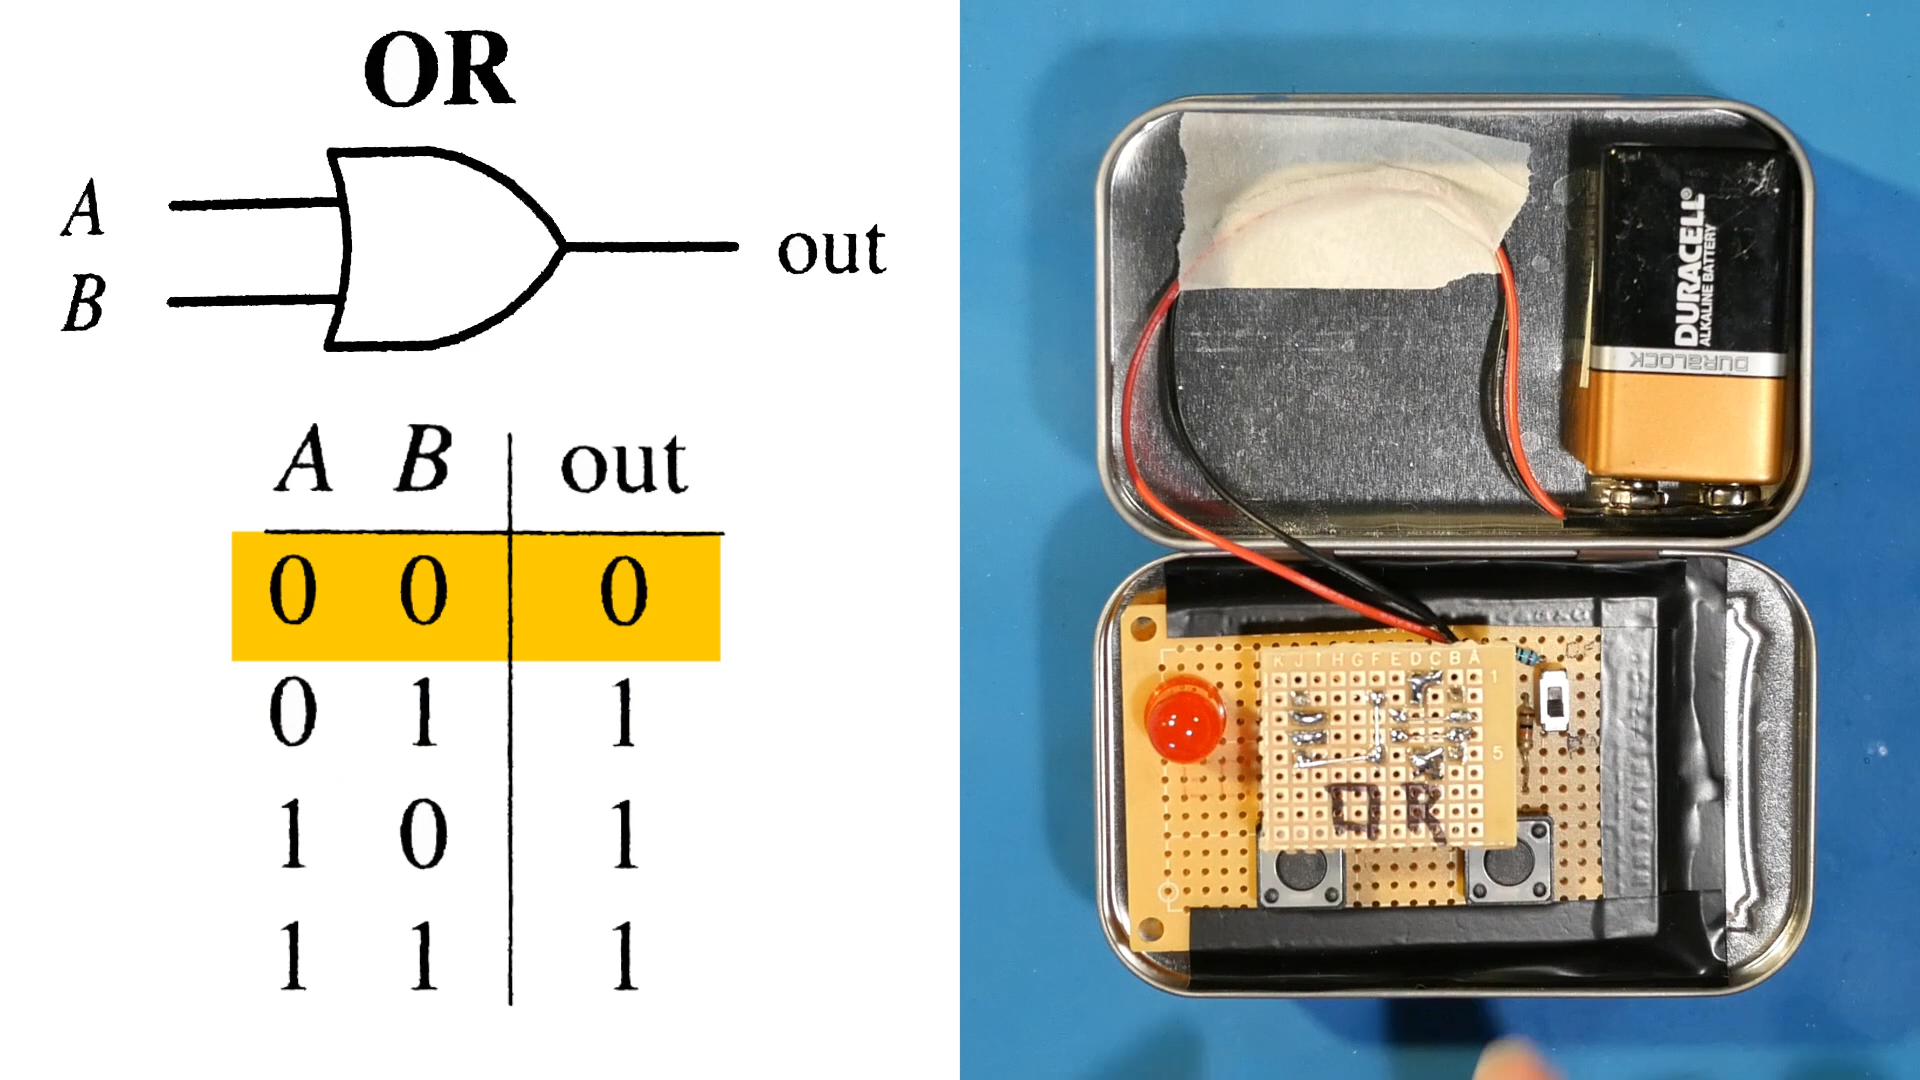 OR
A
B
out
A B out
0 0 0
0 1 1
1 0 1
1 1 1
DURACELL®
ALKALINE BATTERY
DURALOCK
K J I H G F E D C B A
1
5
OR